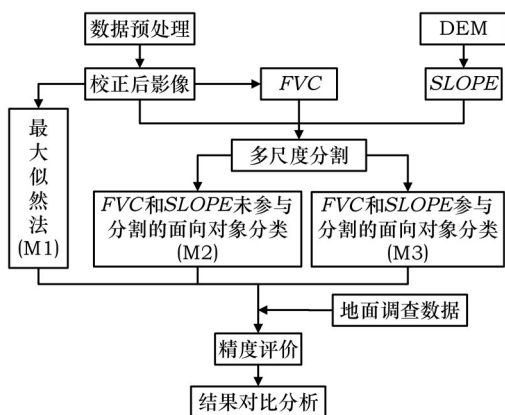 数据预处理
DEM
校正后影像
FVC
SLOPE
最
大
似
然
法
(M1)
多尺度分割
FVC和SLOPE未参与
分割的面向对象分类
(M2)
FVC和SLOPE参与
分割的面向对象分类
(M3)
地面调查数据
精度评价
结果对比分析